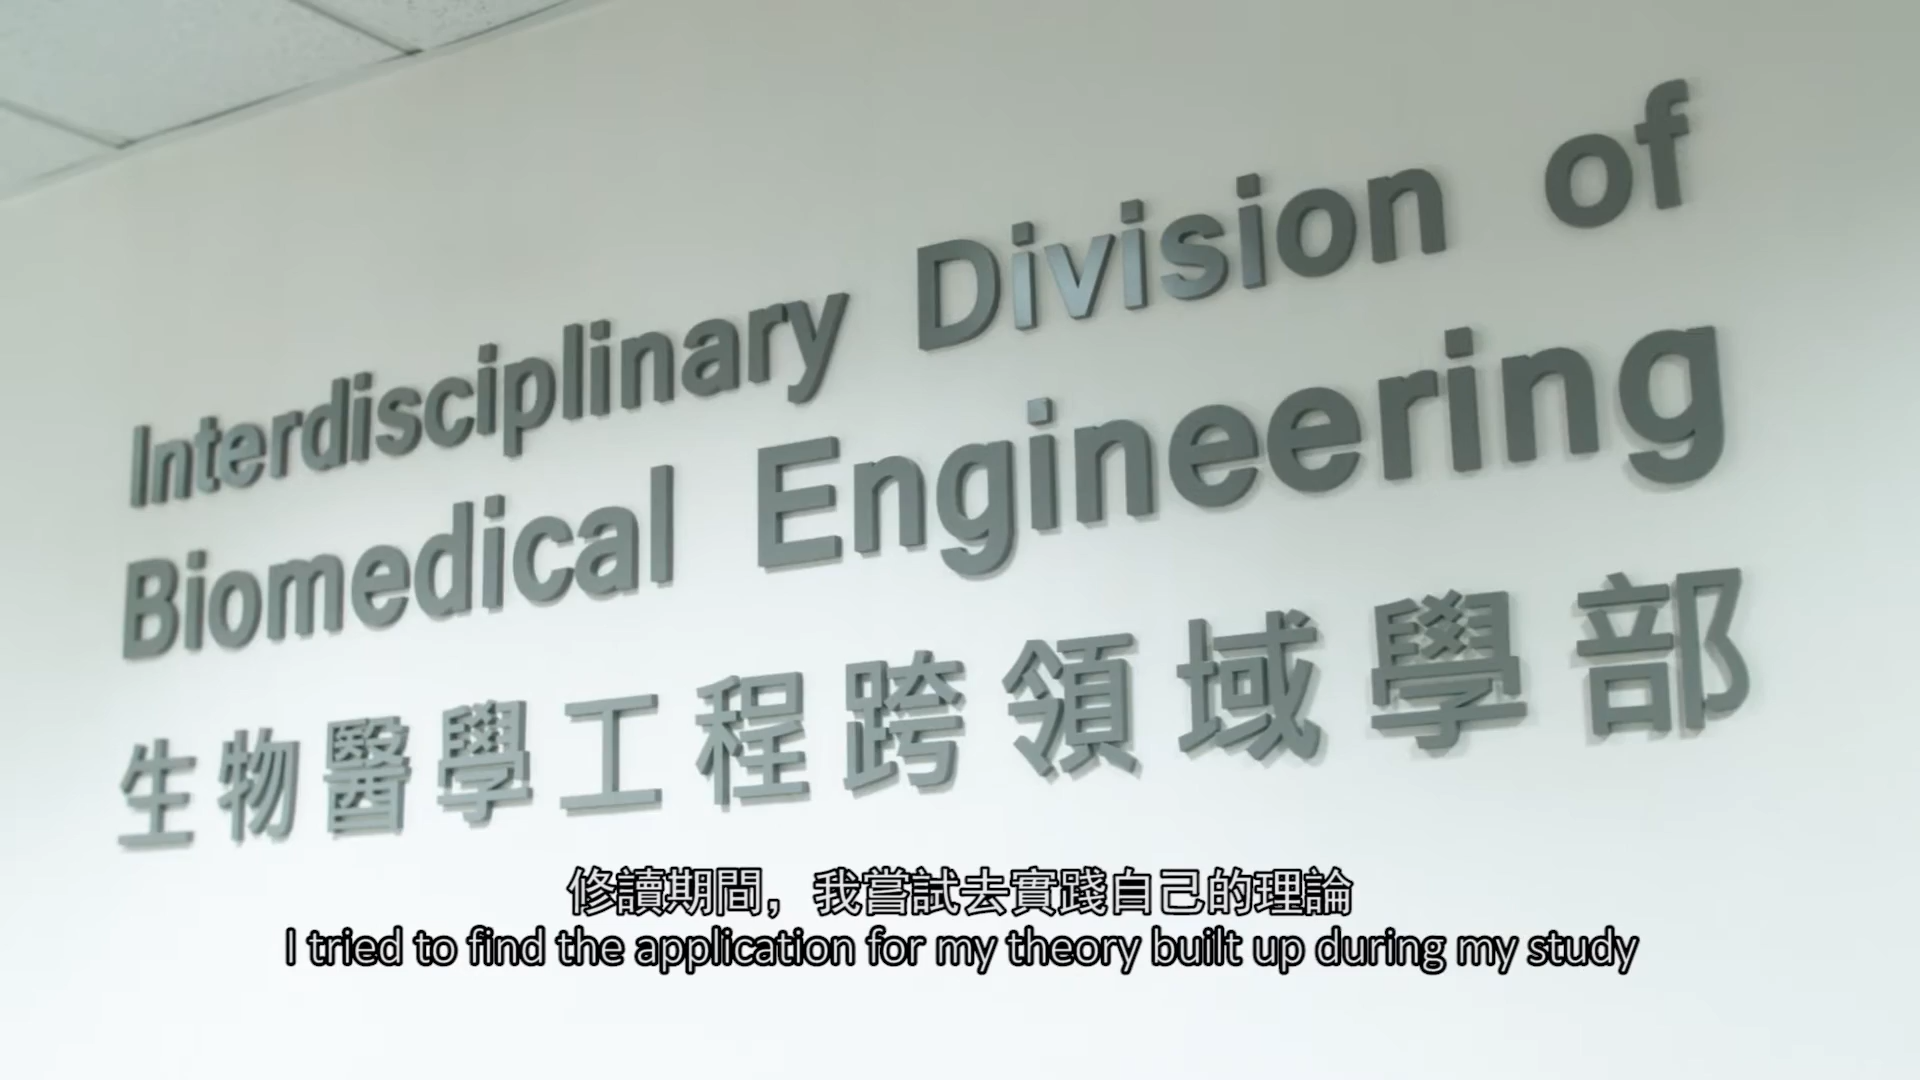 Interdisciplinary Division of
Biomedical Engineering
生物醫學工程跨領域學部
修讀期間，我嘗試去實踐自己的理論
I tried to find the application for my theory built up during my study